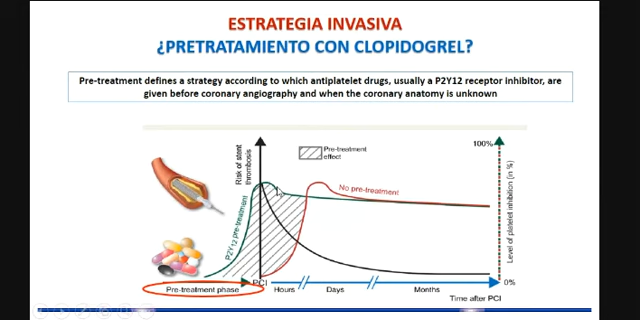 ESTRATEGIA INVASIVA
¿PRETRATAMIENTO CON CLOPIDOGREL?
Pre-treatment defines a strategy according to which antiplatelet drugs, usually a P2Y12 receptor inhibitor, are
given before coronary angiography and when the coronary anatomy is unknown
Risk of stent
thrombosis
Pre-treatment
effect
100%
No pre-treatment
P2Y12 pre-treatment
Level of platelet inhibition (in %)
0%
Pre-treatment phase
PCI
Hours
Days
Months
Time after PCI